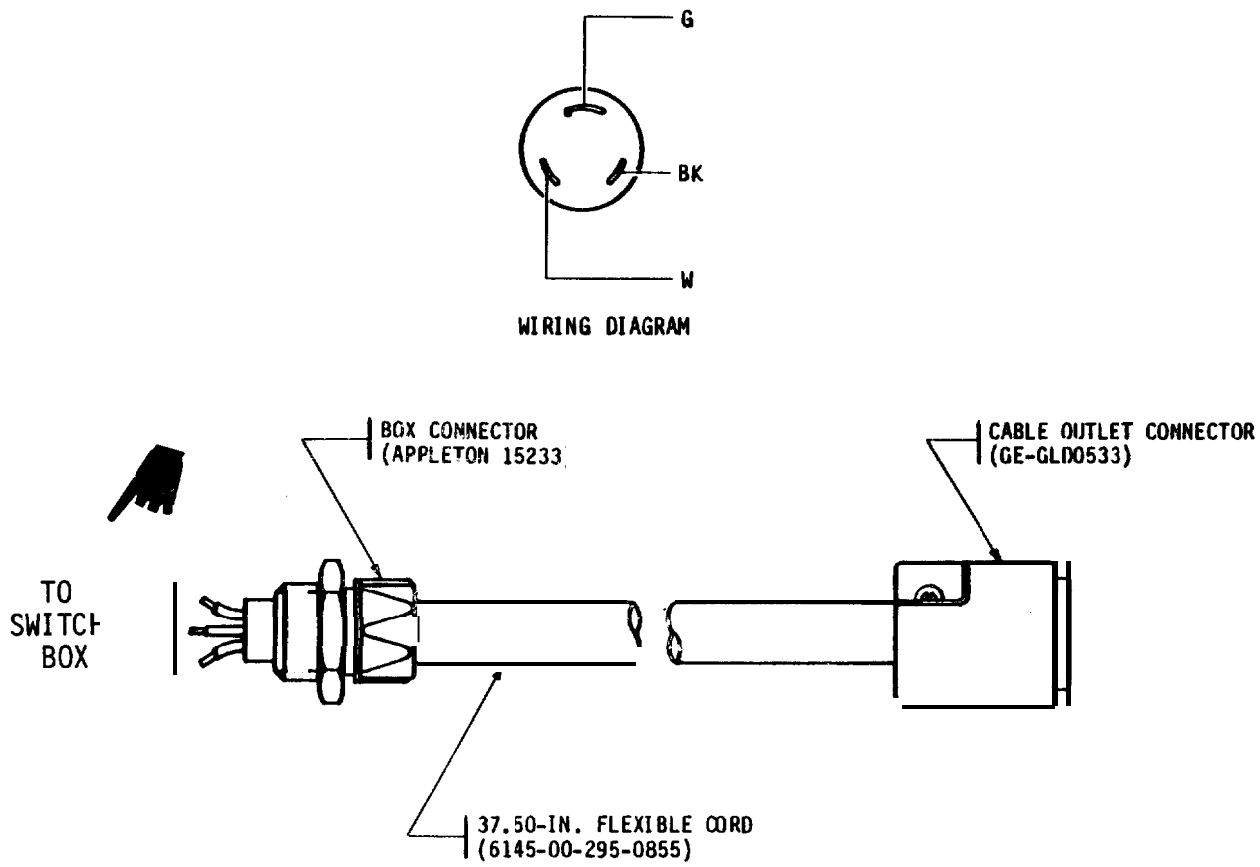 G
BK
W
WIRING DIAGRAM
BOX CONNECTOR
(APPLETON 15233
CABLE OUTLET CONNECTOR
(GE-GLD0533)
TO
SWITCH
BOX
37.50-IN. FLEXIBLE CORD
(6145-00-295-0855)